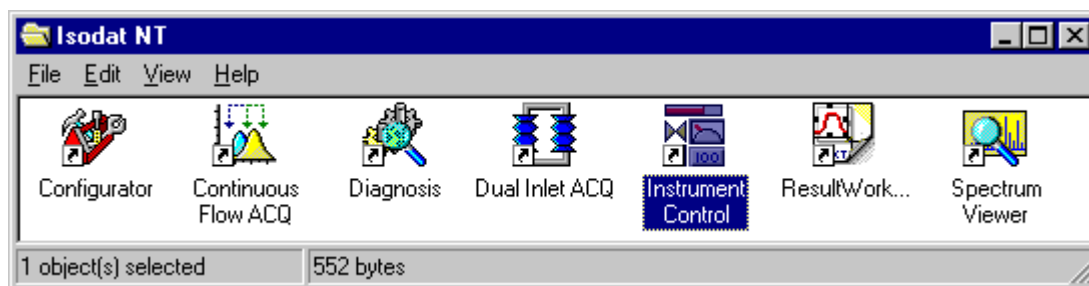 Isodat NT
File Edit View Help
Configurator
Continuous
Flow ACQ
Diagnosis
Dual Inlet ACQ
Instrument
Control
ResultWork...
Spectrum
Viewer
1 object(s) selected
552 bytes